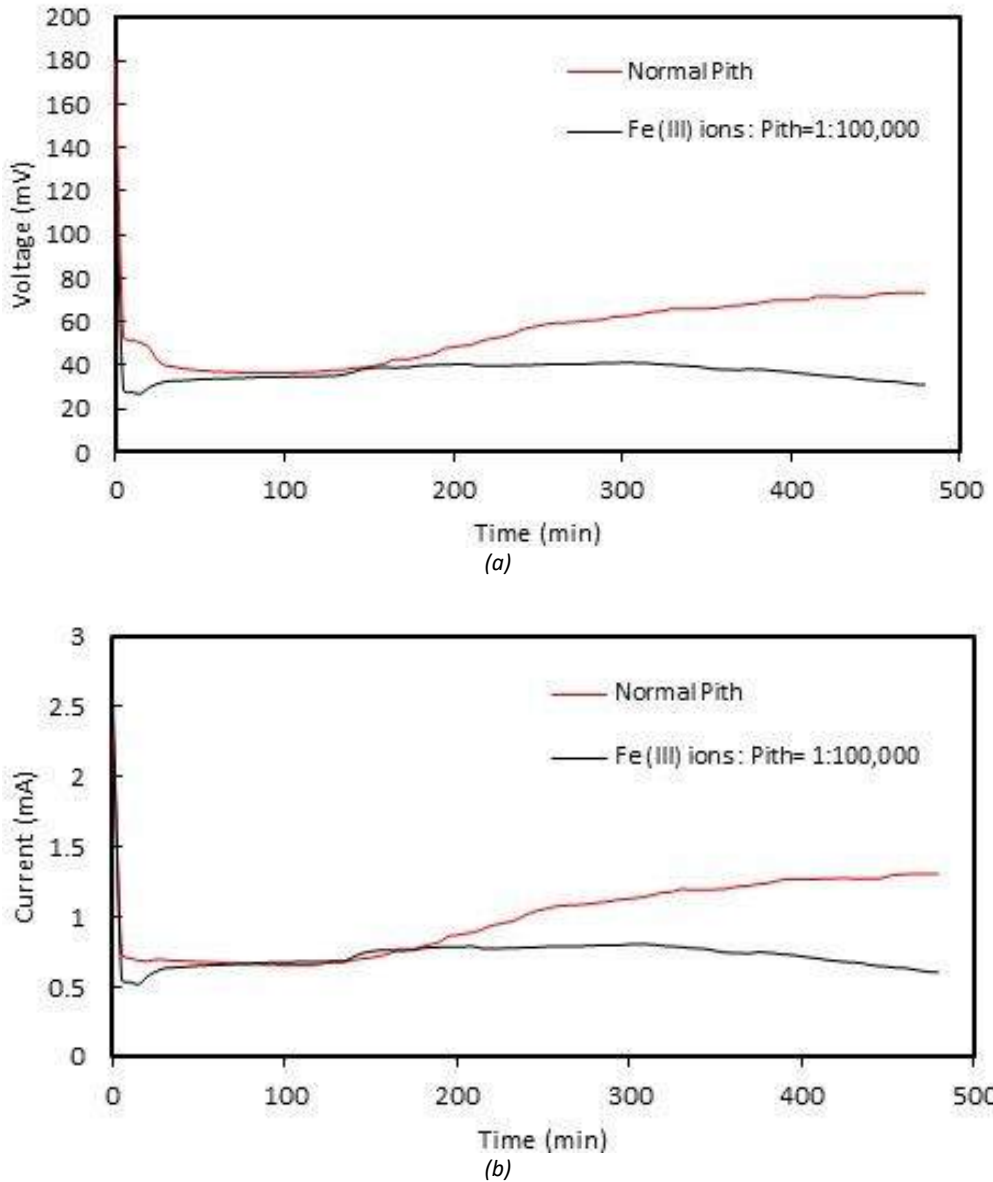 200
180
160
140
120
100
80
60
40
20
0
Voltage (mV)
Normal Pith
Fe (III) ions : Pith=1:100,000
0 100 200 300 400 500
Time (min)
(a)
3
2.5
2
1.5
1
0.5
0
Current (mA)
Normal Pith
Fe (III) ions : Pith= 1:100,000
0 100 200 300 400 500
Time (min)
(b)